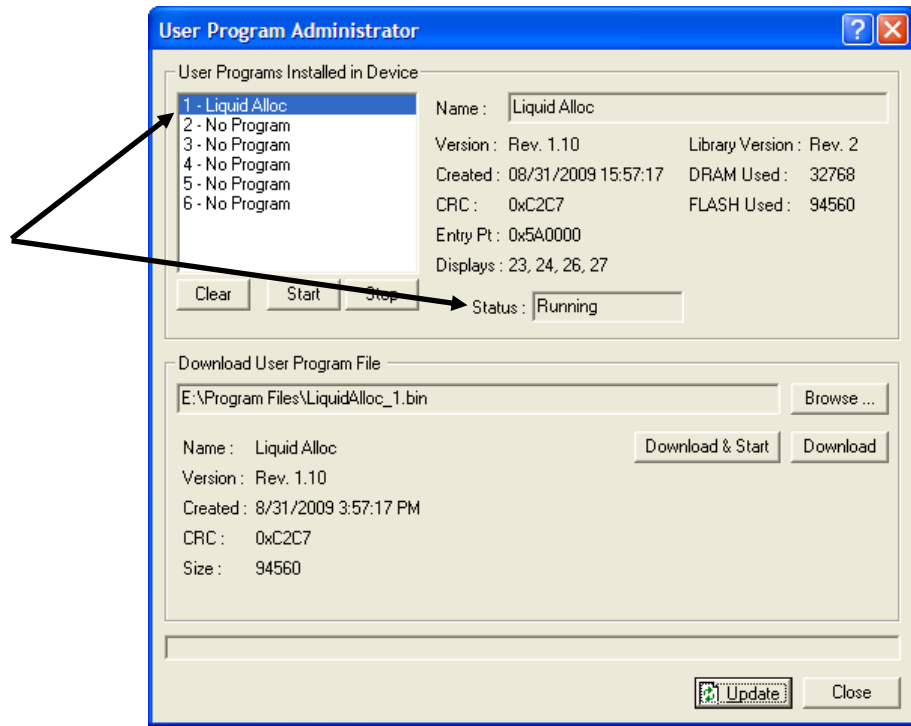 User Program Administrator
User Programs Installed in Device
1 - Liquid Alloc
2 - No Program
3 - No Program
4 - No Program
5 - No Program
6 - No Program
Clear
Start
Stop
Name : Liquid Alloc
Version : Rev. 1.10
Library Version : Rev. 2
Created : 08/31/2009 15:57:17
DRAM Used : 32768
CRC : 0xC2C7
FLASH Used : 94560
Entry Pt : 0x5A0000
Displays : 23, 24, 26, 27
Status : Running
Download User Program File
E:\Program Files\LiquidAlloc_1.bin
Browse ...
Name : Liquid Alloc
Download & Start
Download
Version : Rev. 1.10
Created : 8/31/2009 3:57:17 PM
CRC : 0xC2C7
Size : 94560
Update
Close